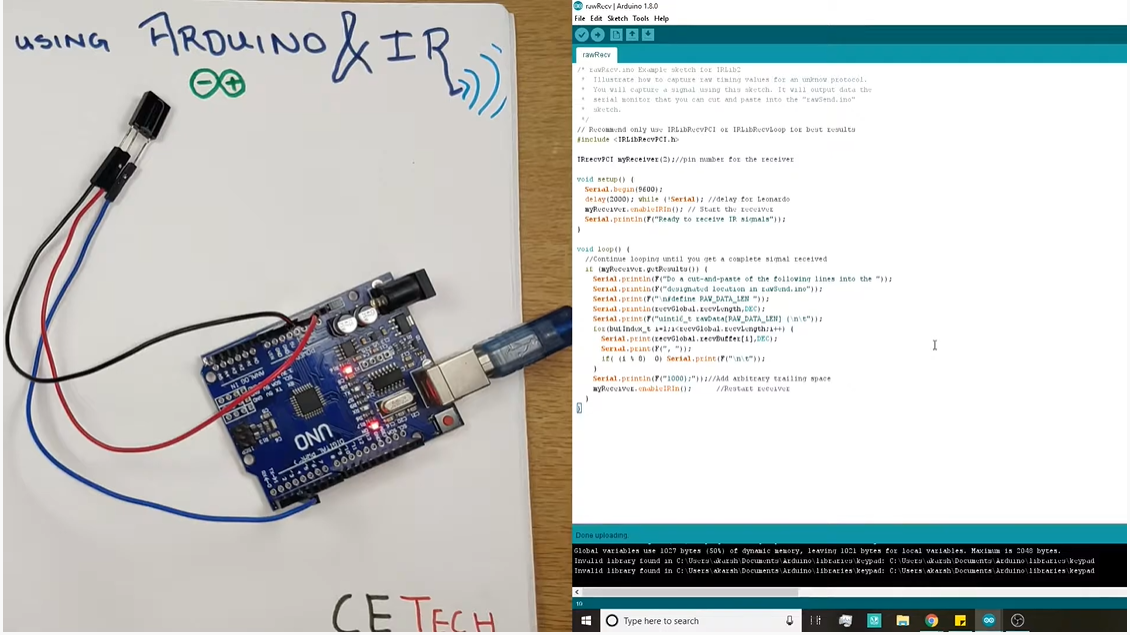 USING ARDUINO & IR
UNO
DIGITAL
ANALOG IN
CETECH
rawRecv | Arduino 1.8.0
File Edit Sketch Tools Help
rawRecv
/* rawRecv.ino Example sketch for IRLib2
* Illustrate how to capture raw timing values for an unknow protocol.
* You will capture a signal using this sketch. It will output data the
* serial monitor that you can cut and paste into the "rawSend.ino"
* sketch.
*/
// Recommend only use IRLibRecvPCI or IRLibRecvLoop for best results
#include <IRLibRecvPCI.h>
IRrecvPCI myReceiver(2);//pin number for the receiver
void setup() {
Serial.begin(9600);
delay(2000); while (!Serial); //delay for Leonardo
myReceiver.enableIRIn(); // Start the receiver
Serial.println(F("Ready to receive IR signals"));
}
void loop() {
//Continue looping until you get a complete signal received
if (myReceiver.getResults()) {
Serial.println(F("Do a cut-and-paste of the following lines into the "));
Serial.println(F("designated location in rawSend.ino"));
Serial.print(F("\n#define RAW_DATA_LEN "));
Serial.println(recvGlobal.recvLength,DEC);
Serial.print(F("uint16_t rawData[RAW_DATA_LEN]={\n\t"));
for(bufIndex_t i=1;i<recvGlobal.recvLength;i++) {
Serial.print(recvGlobal.recvBuffer[i],DEC);
Serial.print(F(", "));
if( (i % 8)==0) Serial.print(F("\n\t"));
}
Serial.println(F("1000};"));//Add arbitrary trailing space
myReceiver.enableIRIn(); //Restart receiver
}
}
Done uploading.
Global variables use 1027 bytes (50%) of dynamic memory, leaving 1021 bytes for local variables. Maximum is 2048 bytes.
Invalid library found in C:\Users\akarsh\Documents\Arduino\libraries\keypad: C:\Users\akarsh\Documents\Arduino\libraries\keypad
Invalid library found in C:\Users\akarsh\Documents\Arduino\libraries\keypad: C:\Users\akarsh\Documents\Arduino\libraries\keypad
Type here to search